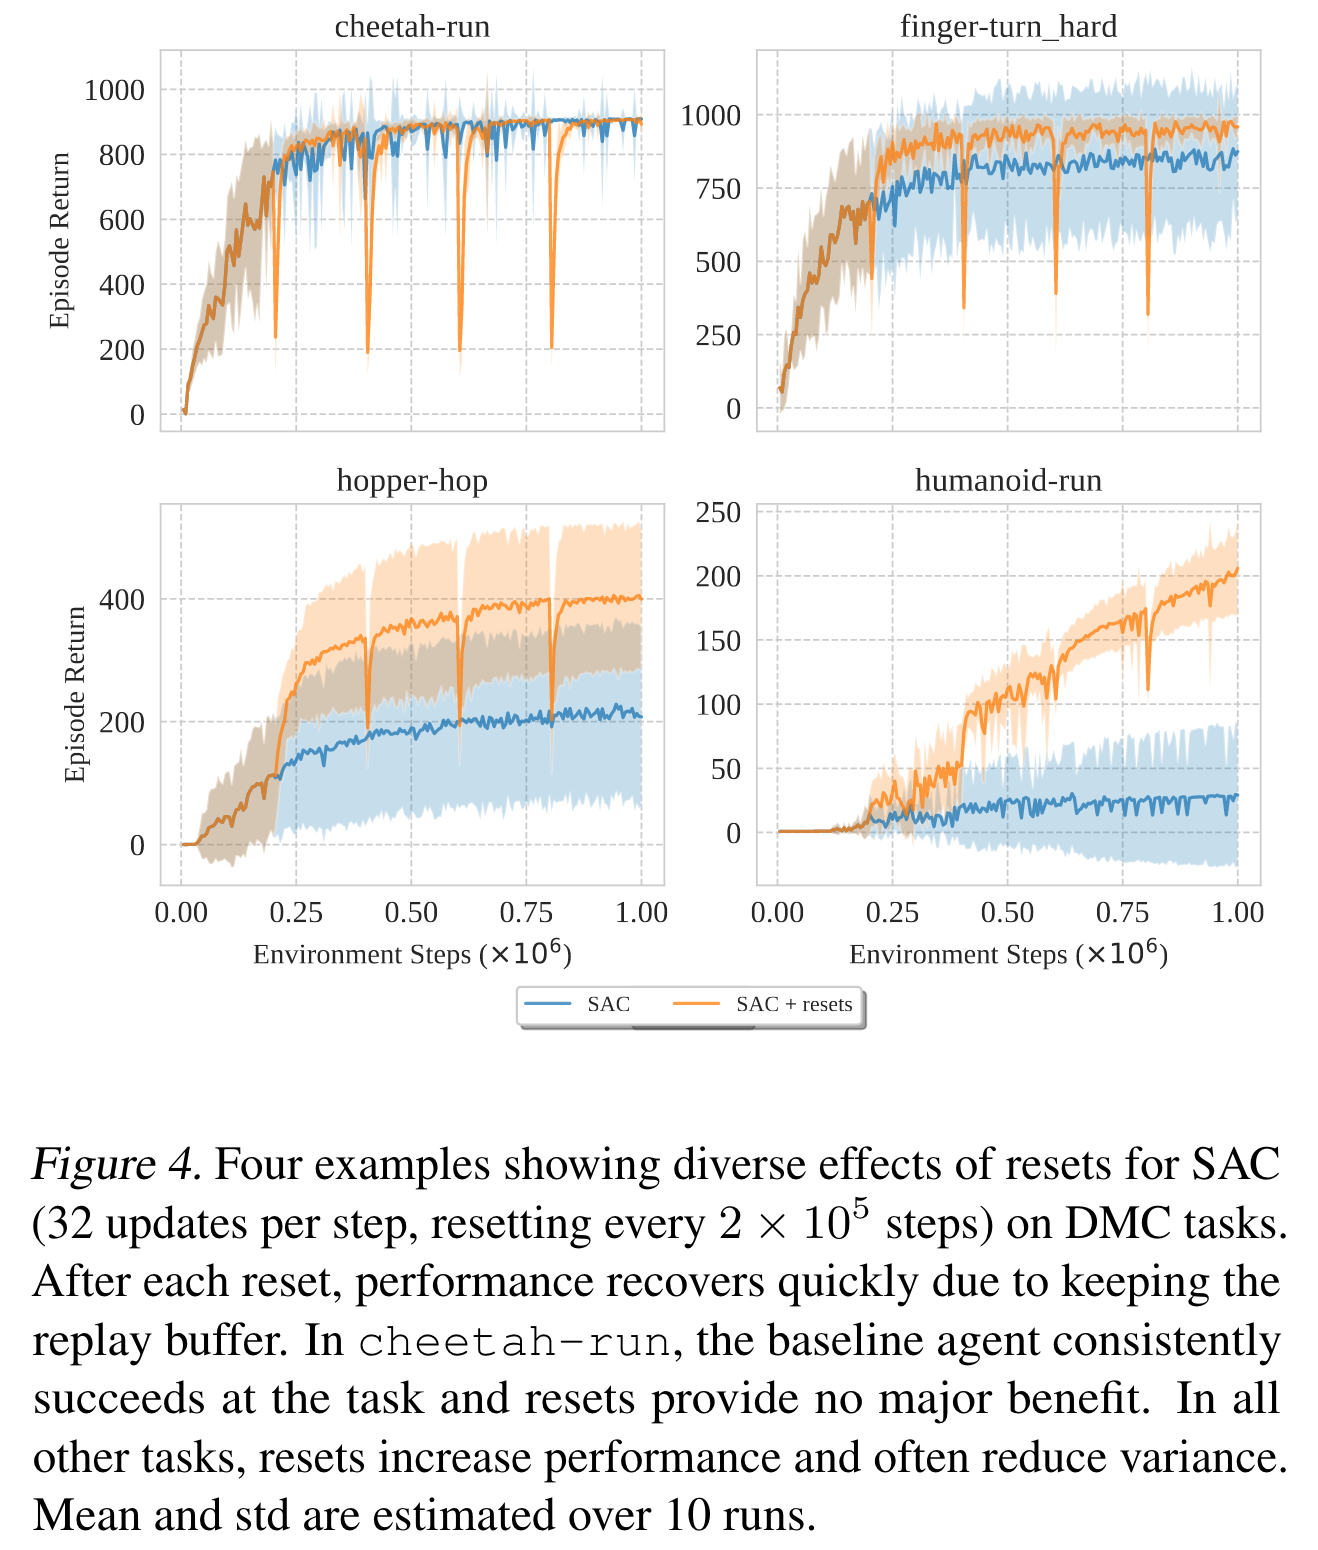 cheetah-run
finger-turn_hard
1000
800
600
400
200
0
Episode Return
1000
750
500
250
0
hopper-hop
humanoid-run
400
200
0
Episode Return
250
200
150
100
50
0
0.00 0.25 0.50 0.75 1.00
0.00 0.25 0.50 0.75 1.00
Environment Steps (×10⁶)
Environment Steps (×10⁶)
SAC SAC + resets
Figure 4. Four examples showing diverse effects of resets for SAC
(32 updates per step, resetting every 2 × 10⁵ steps) on DMC tasks.
After each reset, performance recovers quickly due to keeping the
replay buffer. In cheetah-run, the baseline agent consistently
succeeds at the task and resets provide no major benefit. In all
other tasks, resets increase performance and often reduce variance.
Mean and std are estimated over 10 runs.